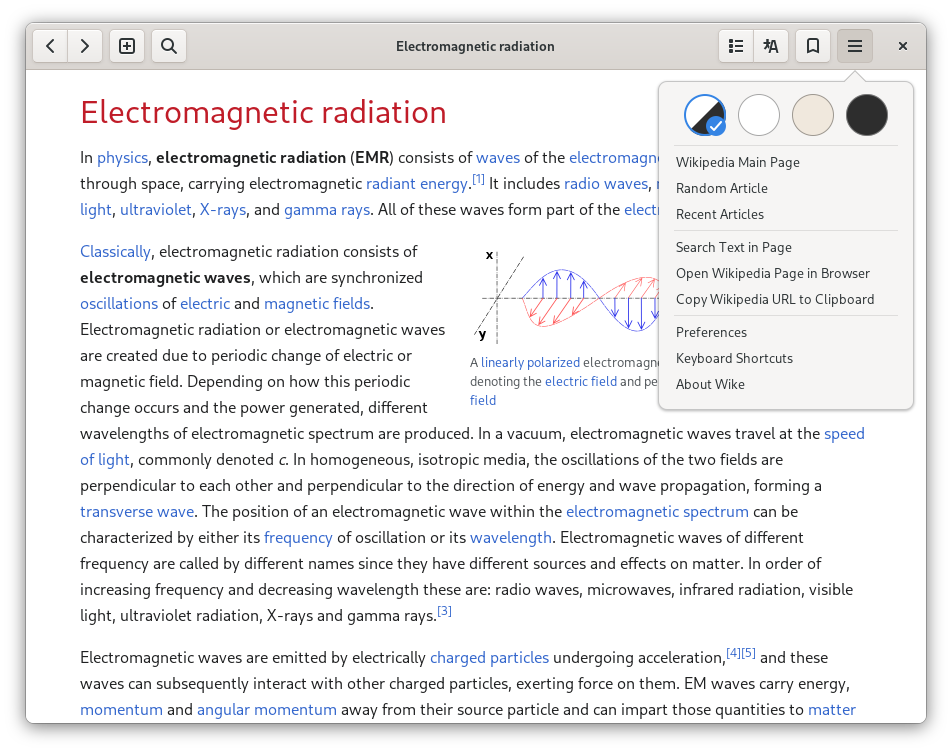 Electromagnetic radiation
Wikipedia Main Page
Random Article
Recent Articles
Search Text in Page
Open Wikipedia Page in Browser
Copy Wikipedia URL to Clipboard
Preferences
Keyboard Shortcuts
About Wike
Electromagnetic radiation
In physics, electromagnetic radiation (EMR) consists of waves of the
through space, carrying electromagnetic radiant energy.[1] It includes radio waves,
light, ultraviolet, X-rays, and gamma rays. All of these waves form part of the
Classically, electromagnetic radiation consists of
electromagnetic waves, which are synchronized
oscillations of electric and magnetic fields.
Electromagnetic radiation or electromagnetic waves
are created due to periodic change of electric or
magnetic field. Depending on how this periodic
change occurs and the power generated, different
x
y
A linearly polarized
denoting the electric field and
field
wavelengths of electromagnetic spectrum are produced. In a vacuum, electromagnetic waves travel at the speed
of light, commonly denoted c. In homogeneous, isotropic media, the oscillations of the two fields are
perpendicular to each other and perpendicular to the direction of energy and wave propagation, forming a
transverse wave. The position of an electromagnetic wave within the electromagnetic spectrum can be
characterized by either its frequency of oscillation or its wavelength. Electromagnetic waves of different
frequency are called by different names since they have different sources and effects on matter. In order of
increasing frequency and decreasing wavelength these are: radio waves, microwaves, infrared radiation, visible
light, ultraviolet radiation, X-rays and gamma rays.[3]
Electromagnetic waves are emitted by electrically charged particles undergoing acceleration,[4][5] and these
waves can subsequently interact with other charged particles, exerting force on them. EM waves carry energy,
momentum and angular momentum away from their source particle and can impart those quantities to matter